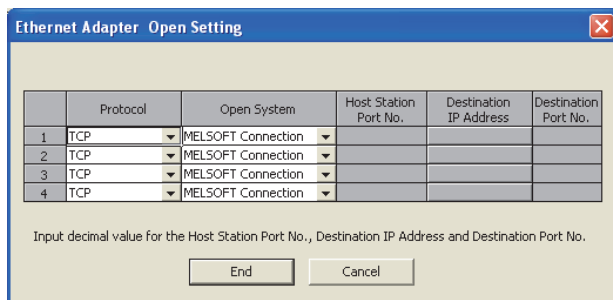 Ethernet Adapter Open Setting
Protocol Open System Host Station Port No. Destination IP Address Destination Port No.
1 TCP MELSOFT Connection
2 TCP MELSOFT Connection
3 TCP MELSOFT Connection
4 TCP MELSOFT Connection
Input decimal value for the Host Station Port No., Destination IP Address and Destination Port No.
End Cancel